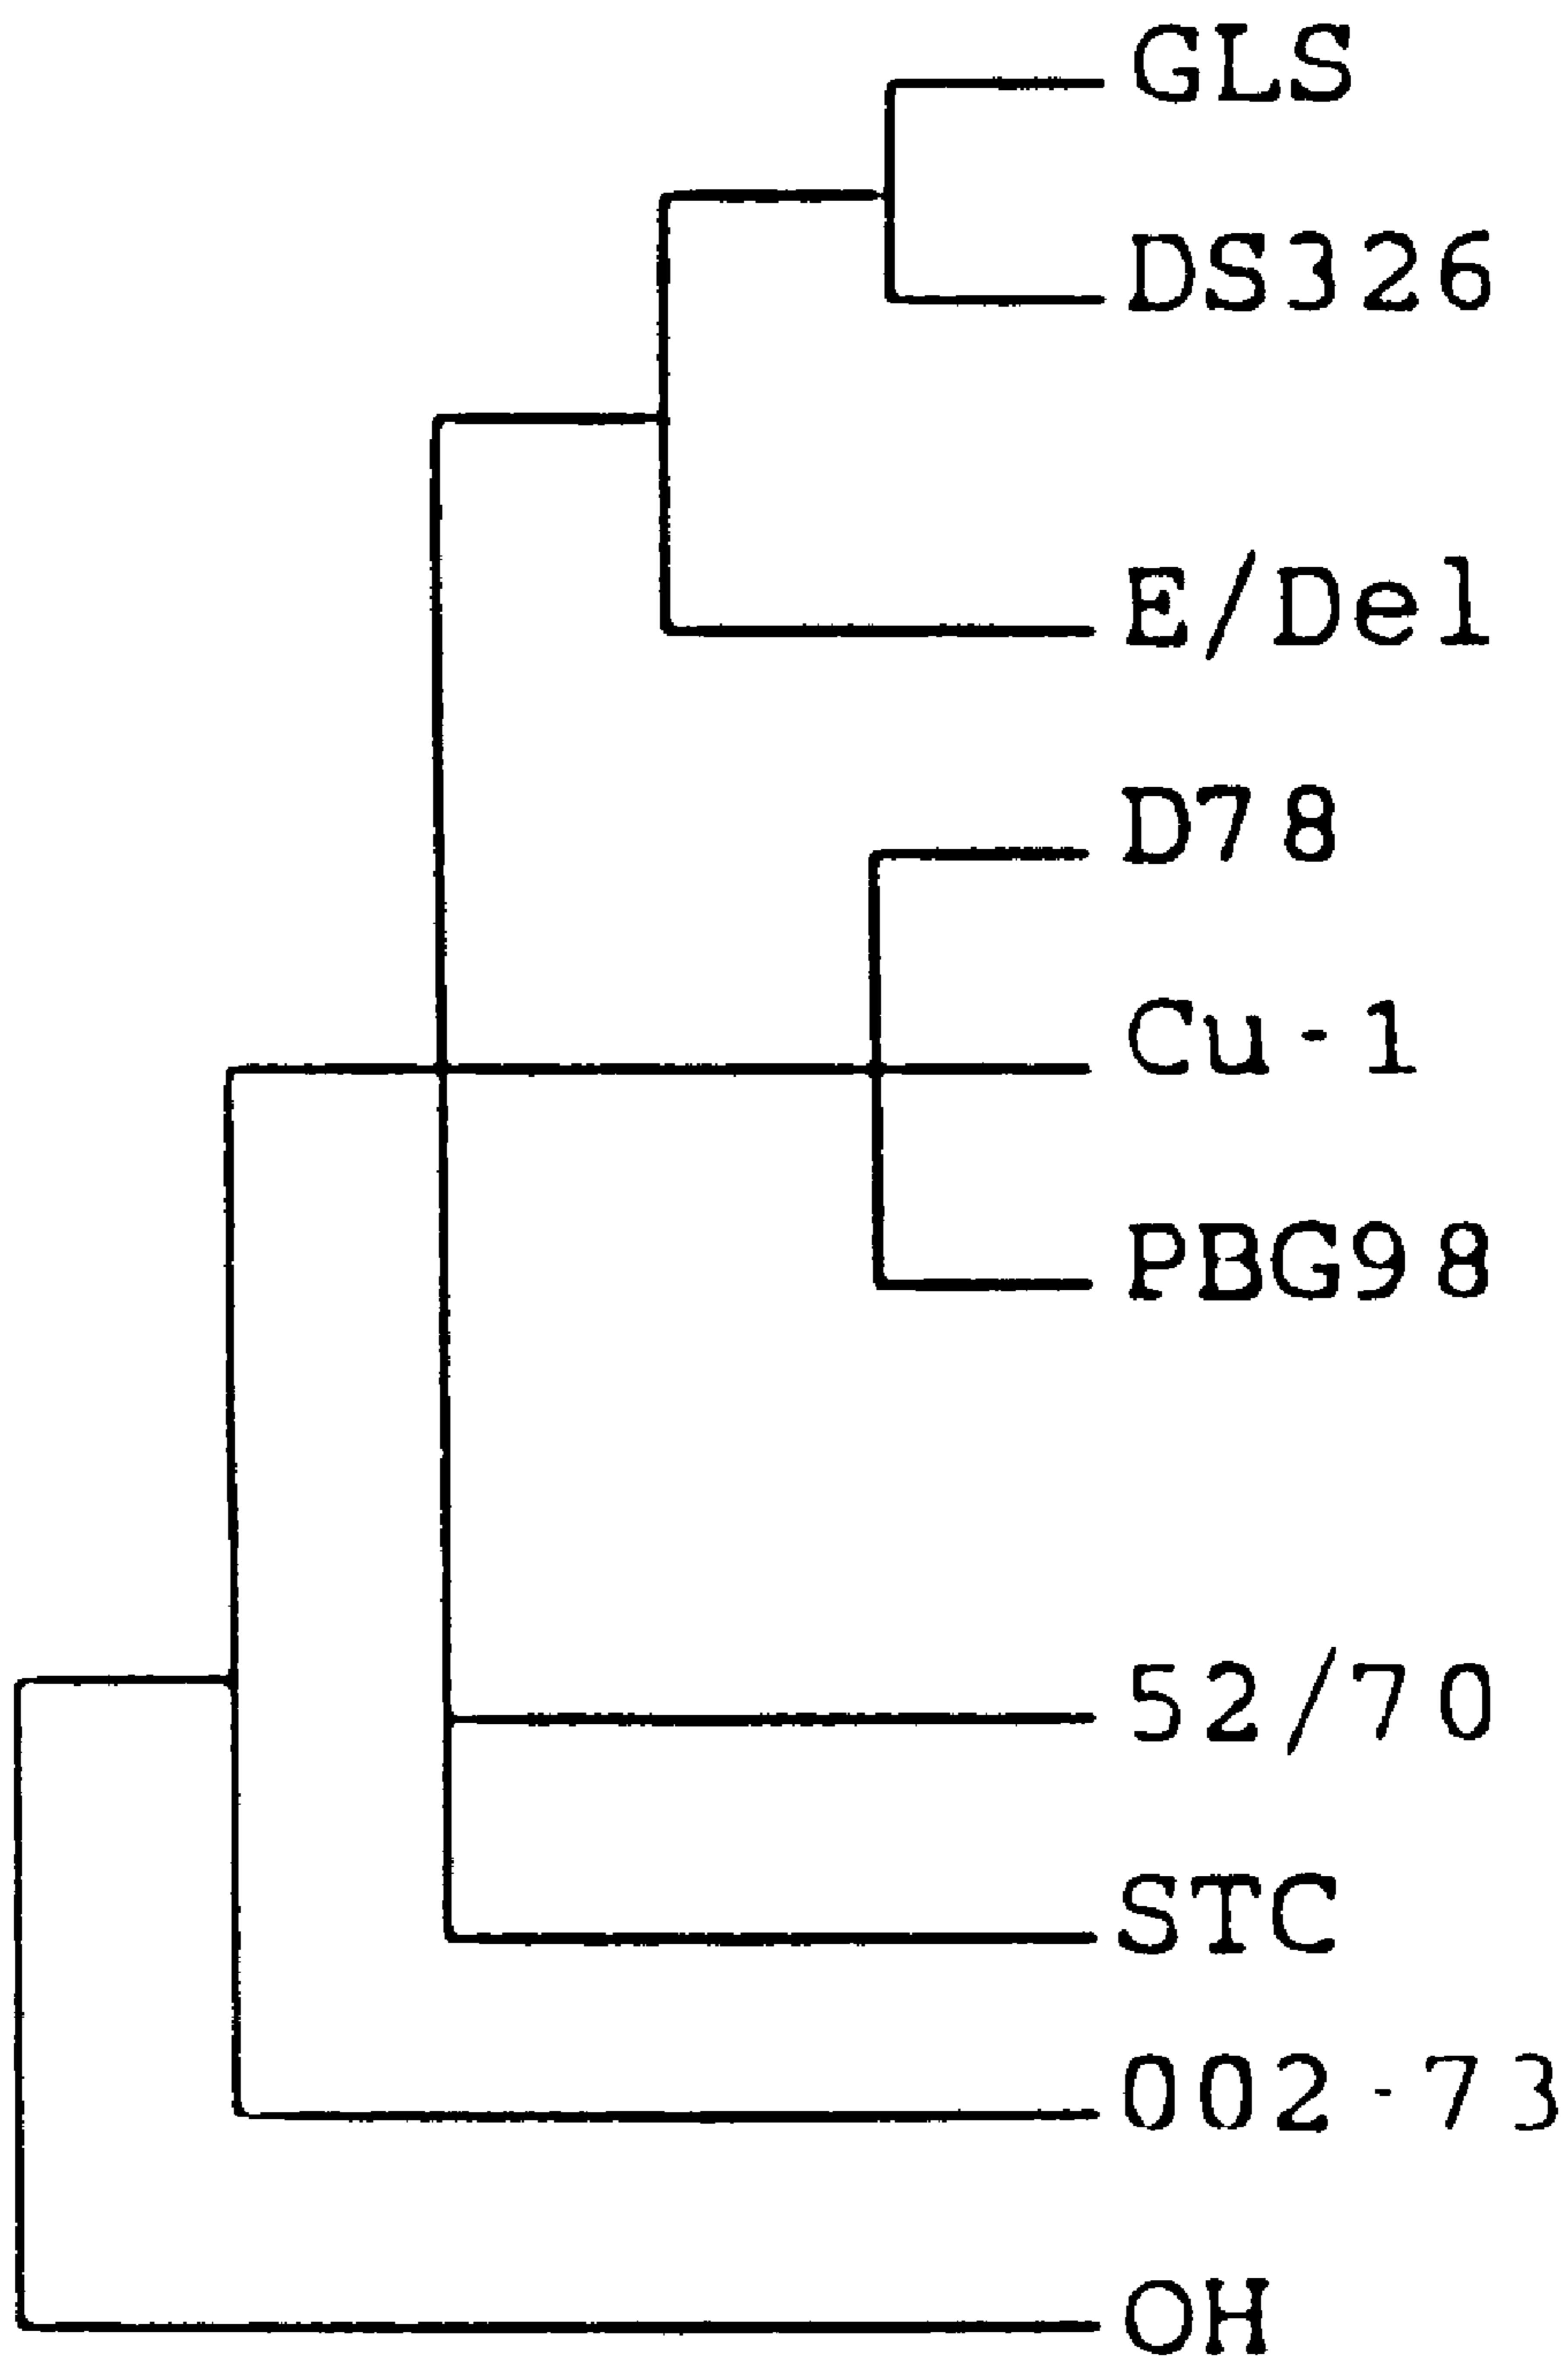 GLS
DS326
E/Del
D78
Cu-1
PBG98
52/70
STC
002-73
OH